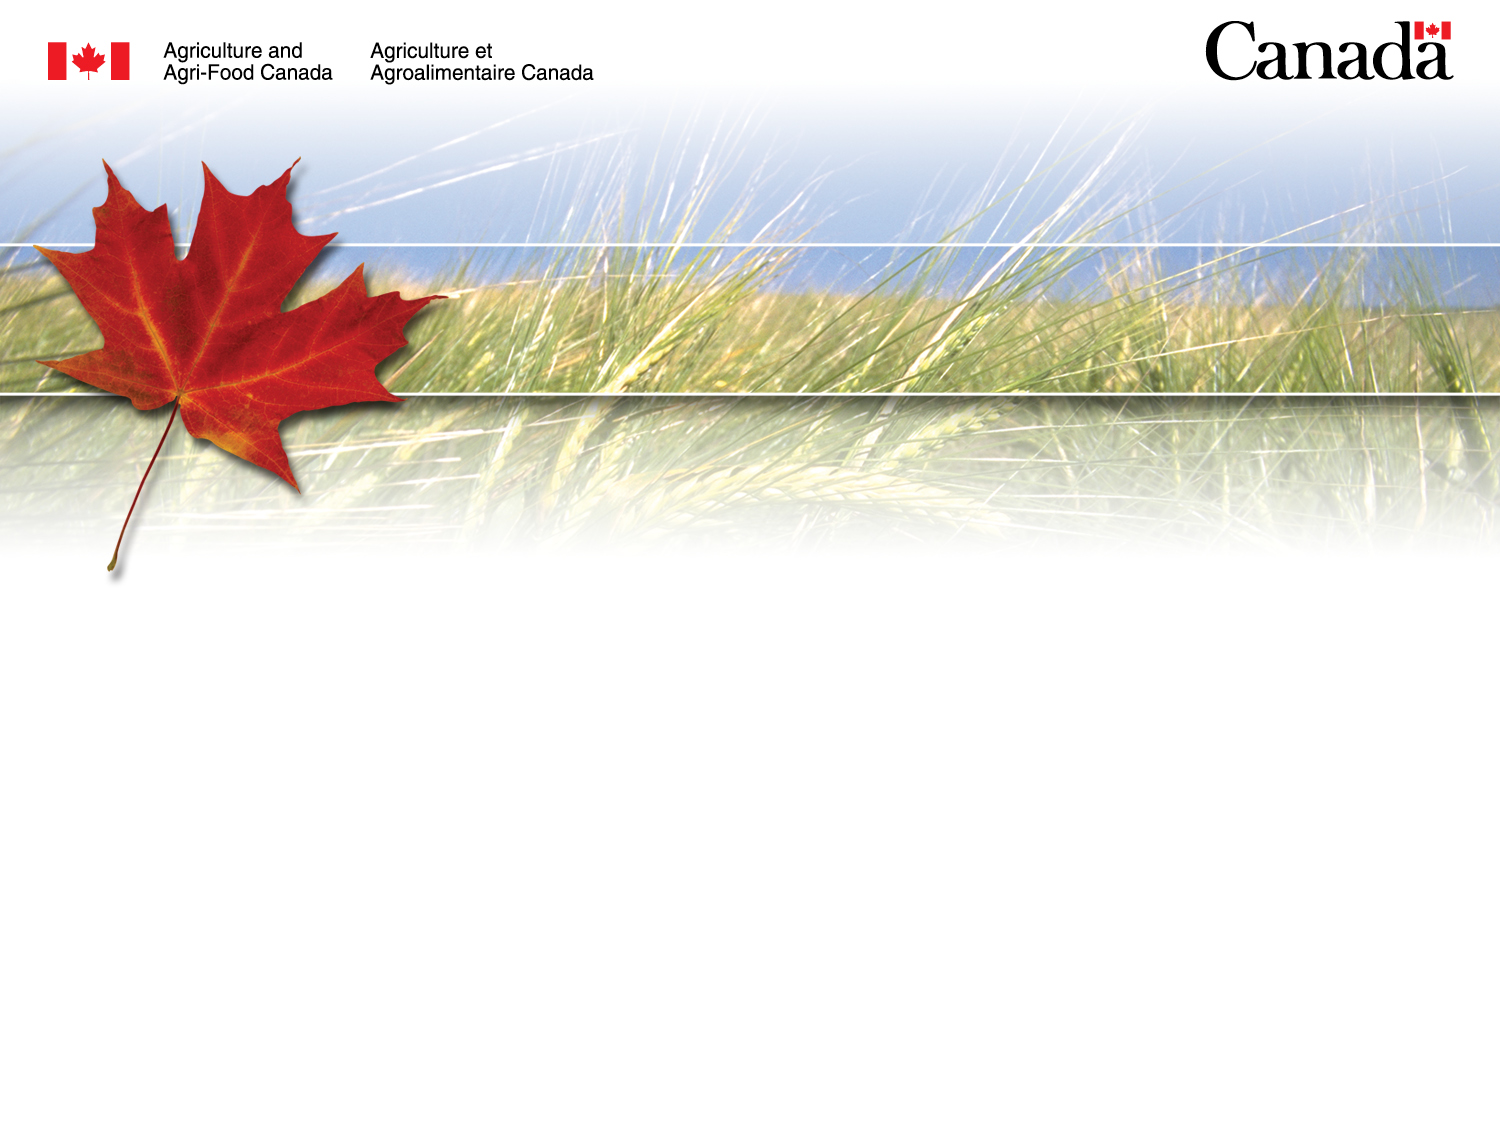 Agriculture and
Agri-Food Canada
Agriculture et
Agroalimentaire Canada
Canada